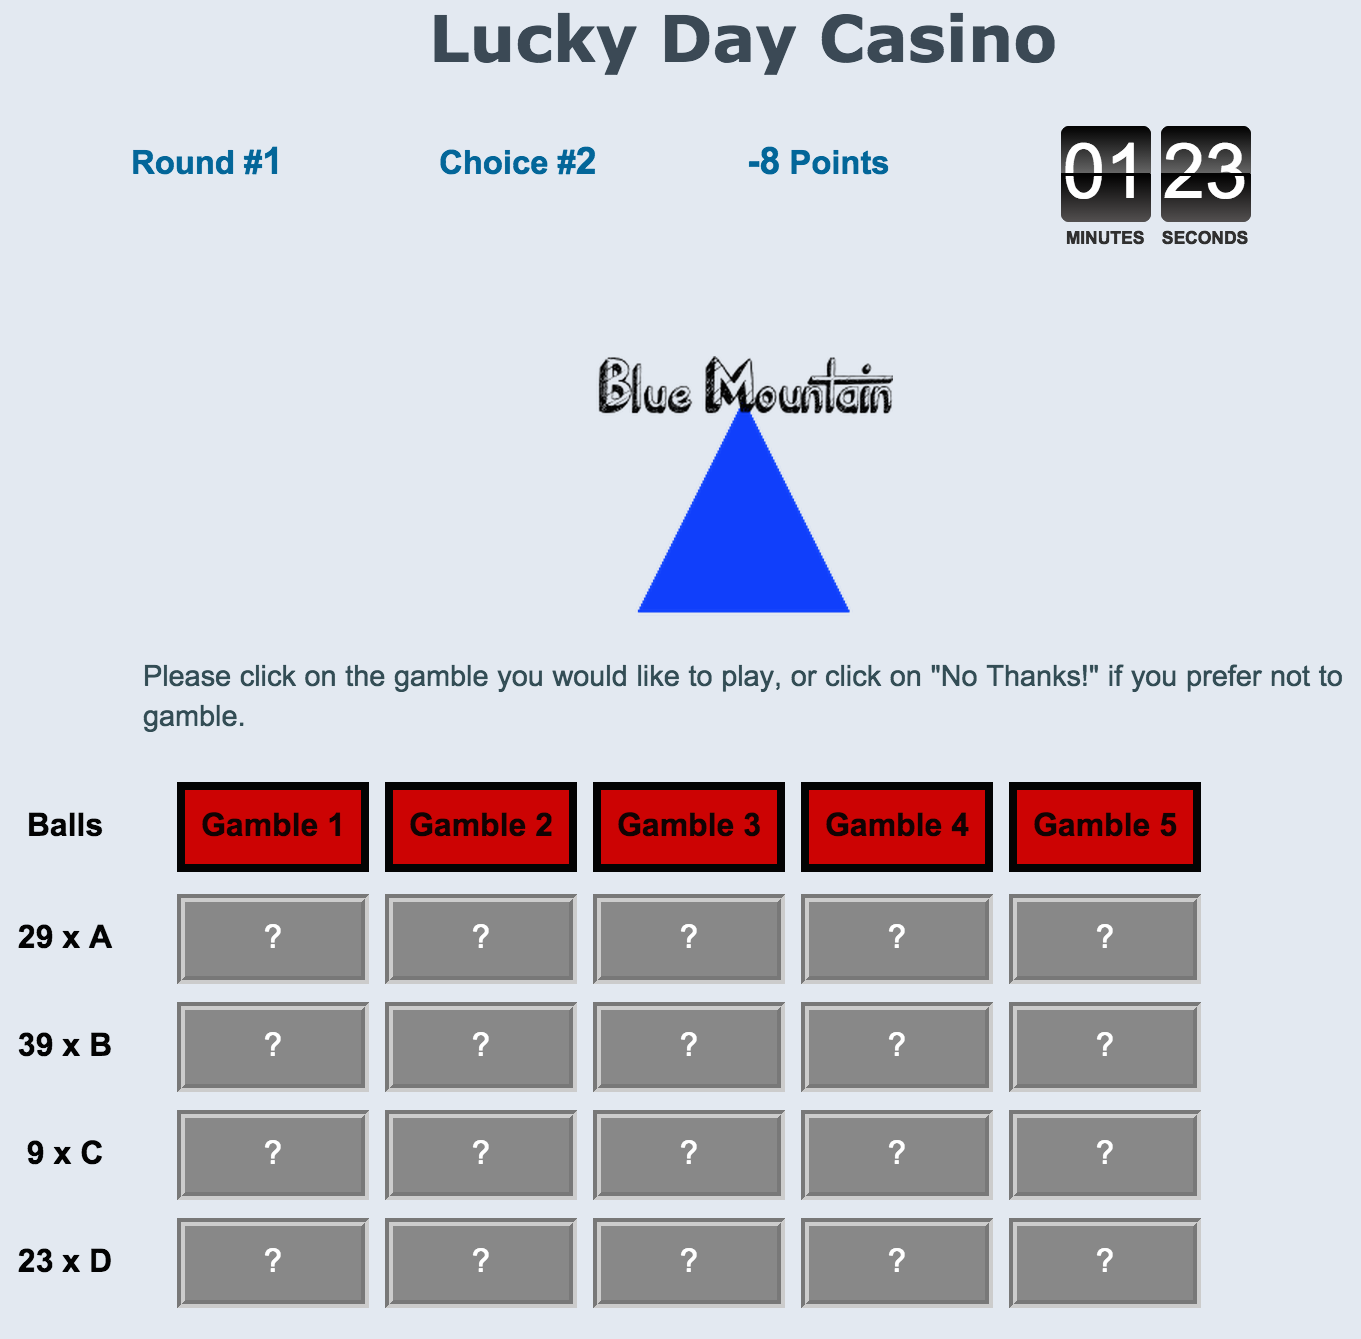 Lucky Day Casino
Round #1 Choice #2 -8 Points 01 23
MINUTES SECONDS
Blue Mountain
Please click on the gamble you would like to play, or click on "No Thanks!" if you prefer not to
gamble.
Balls Gamble 1 Gamble 2 Gamble 3 Gamble 4 Gamble 5
29 x A ? ? ? ? ?
39 x B ? ? ? ? ?
9 x C ? ? ? ? ?
23 x D ? ? ? ? ?